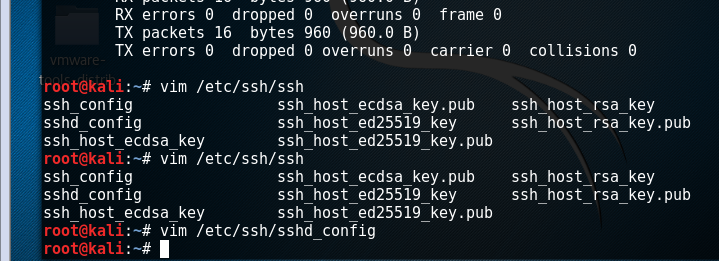 RX packets 16  bytes 960 (960.0 B)
RX errors 0  dropped 0  overruns 0  frame 0
TX packets 16  bytes 960 (960.0 B)
TX errors 0  dropped 0 overruns 0  carrier 0  collisions 0
vmware-
tools-distrib
root@kali:~# vim /etc/ssh/ssh
ssh_config                ssh_host_ecdsa_key.pub    ssh_host_rsa_key
sshd_config               ssh_host_ed25519_key      ssh_host_rsa_key.pub
ssh_host_ecdsa_key        ssh_host_ed25519_key.pub
root@kali:~# vim /etc/ssh/ssh
ssh_config                ssh_host_ecdsa_key.pub    ssh_host_rsa_key
sshd_config               ssh_host_ed25519_key      ssh_host_rsa_key.pub
ssh_host_ecdsa_key        ssh_host_ed25519_key.pub
root@kali:~# vim /etc/ssh/sshd_config
root@kali:~#